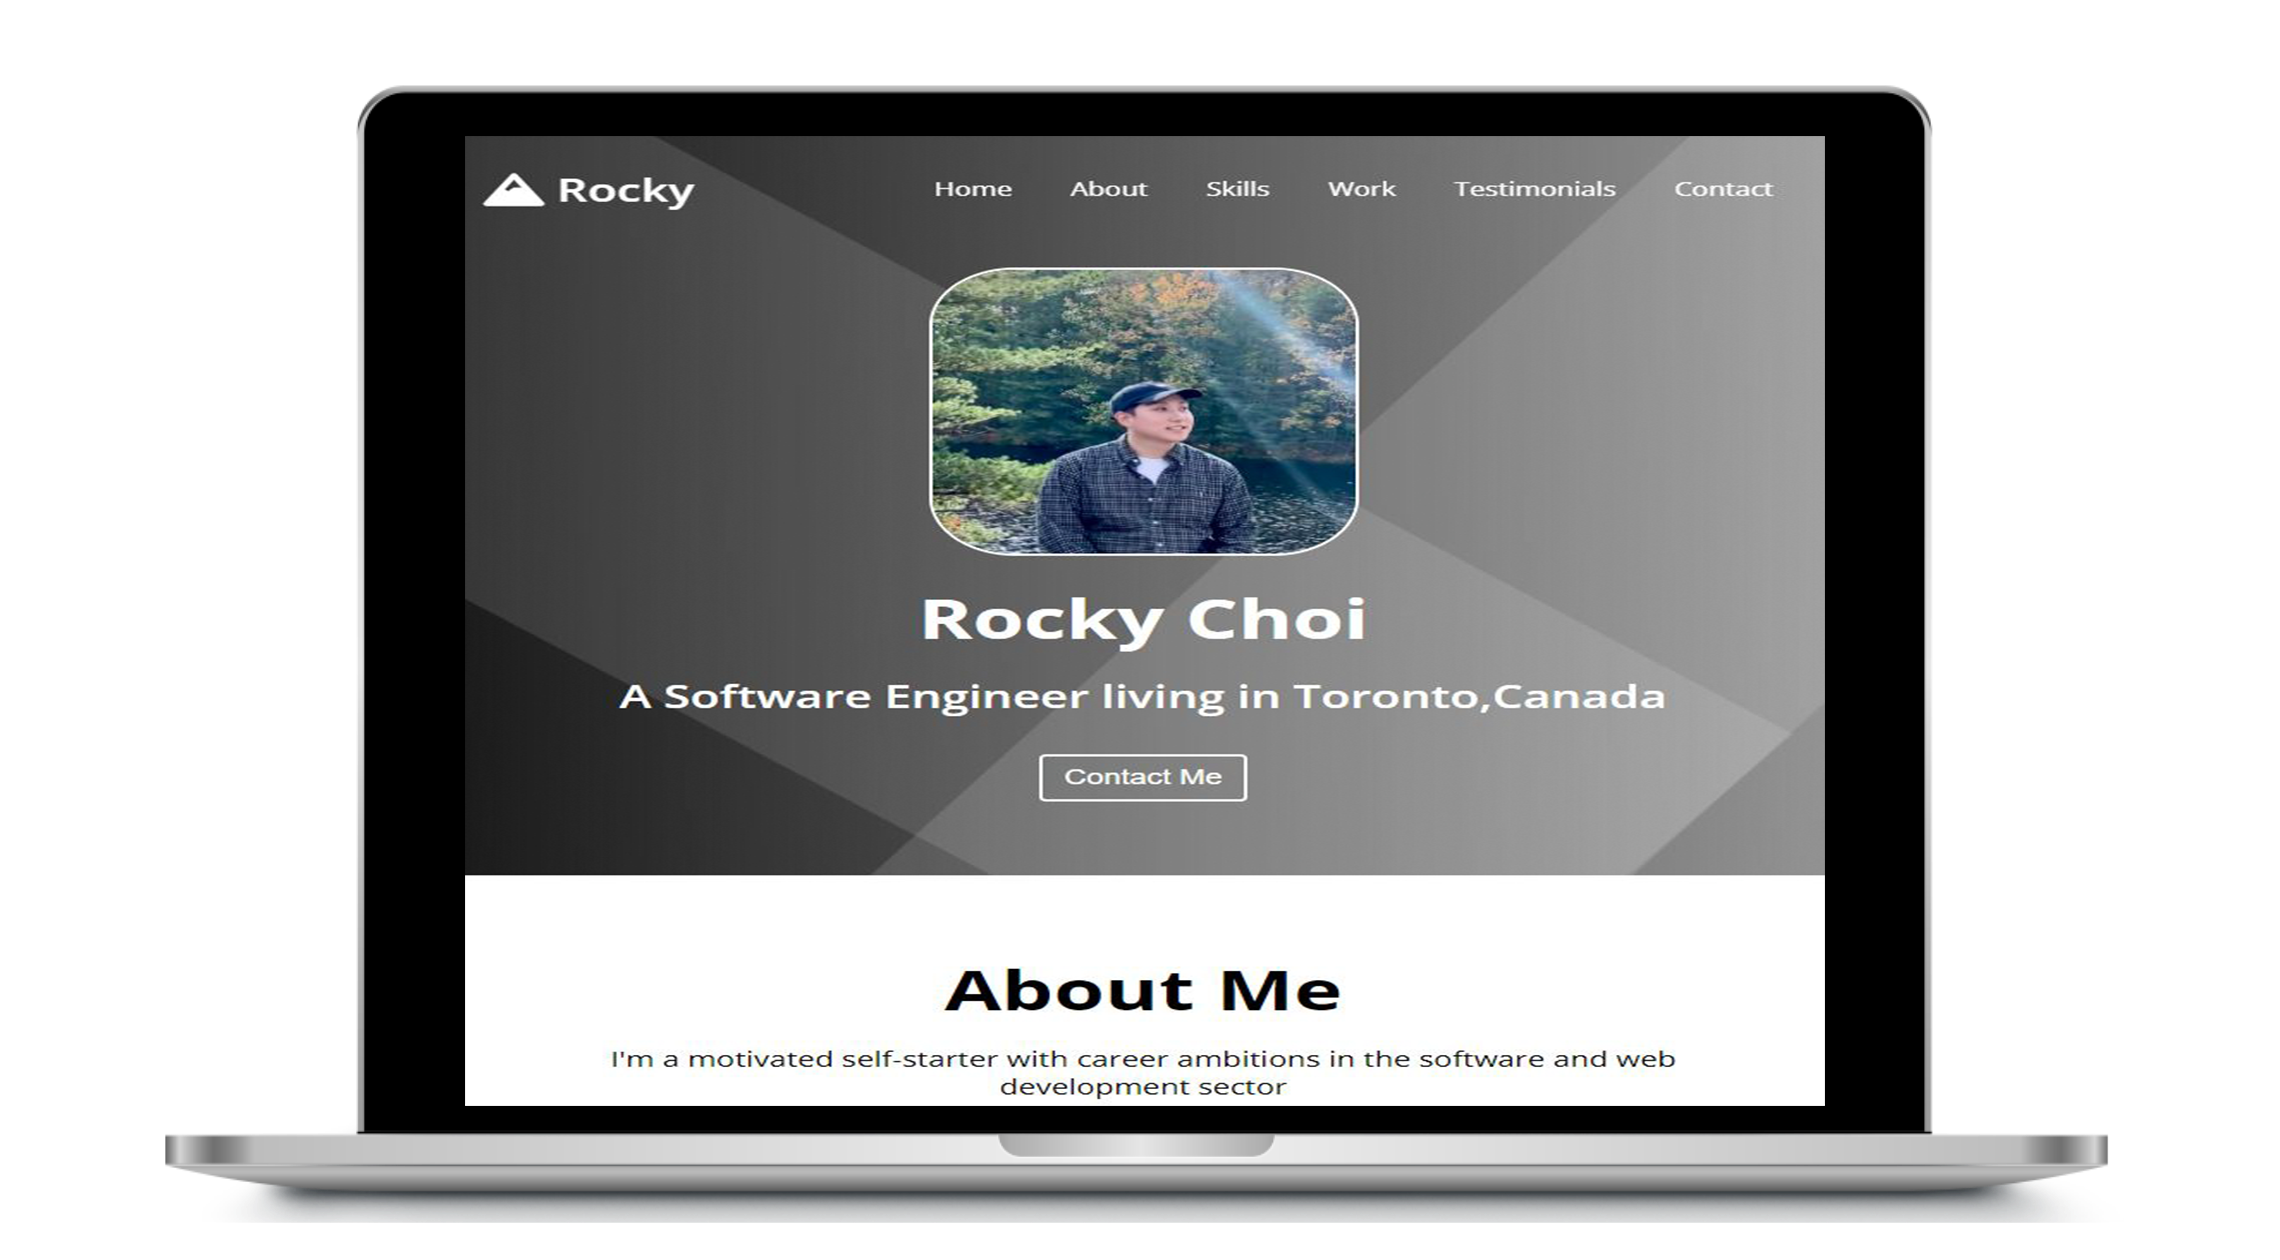 Rocky
Home About Skills Work Testimonials Contact
Rocky Choi
A Software Engineer living in Toronto,Canada
Contact Me
About Me
I'm a motivated self-starter with career ambitions in the software and web
development sector